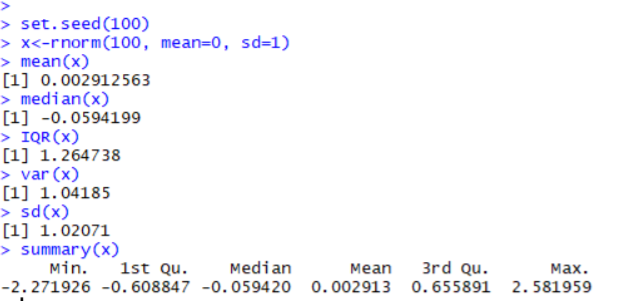 >
> set.seed(100)
> x<-rnorm(100, mean=0, sd=1)
> mean(x)
[1] 0.002912563
> median(x)
[1] -0.0594199
> IQR(x)
[1] 1.264738
> var(x)
[1] 1.04185
> sd(x)
[1] 1.02071
> summary(x)
     Min.   1st Qu.    Median      Mean   3rd Qu.      Max.
-2.271926 -0.608847 -0.059420  0.002913  0.655891  2.581959